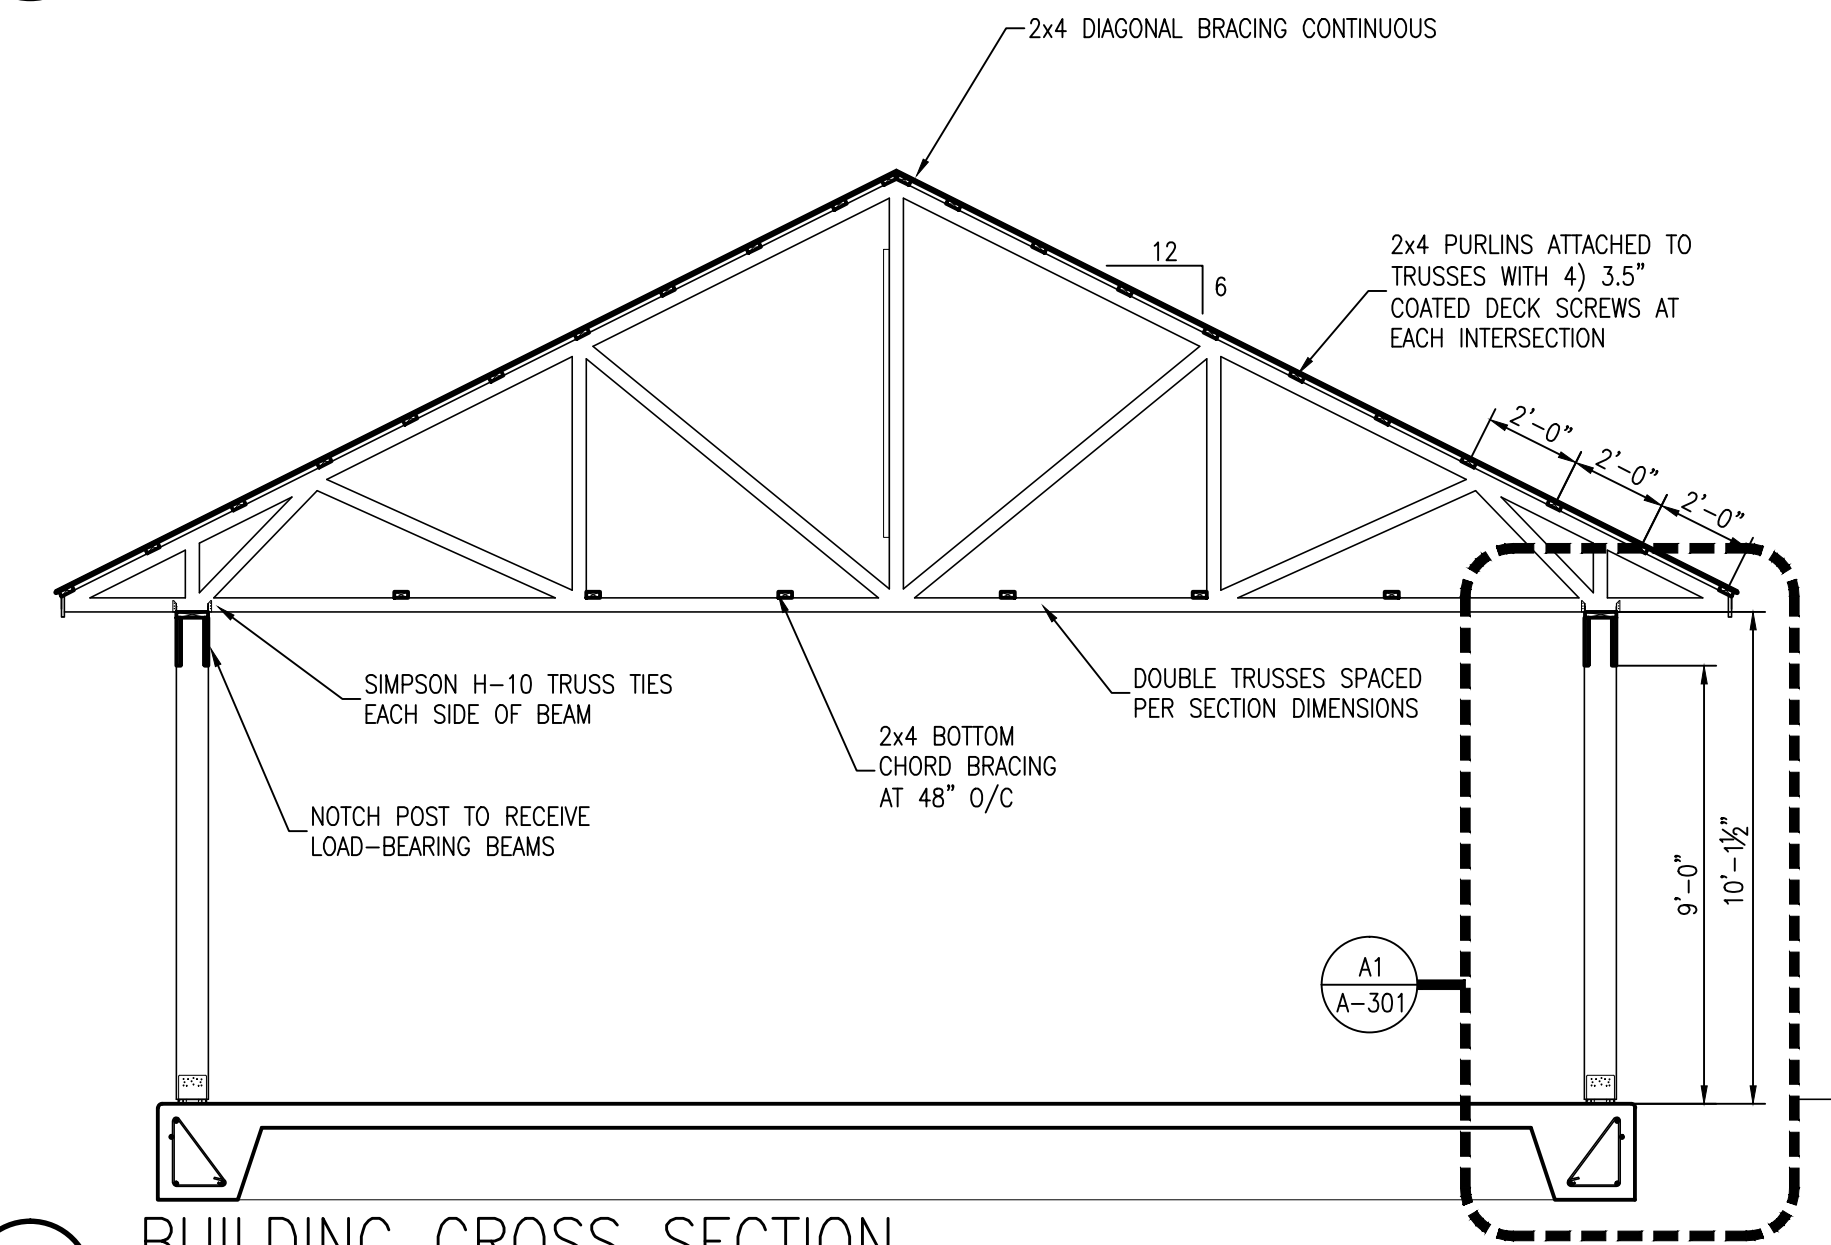 2x4 DIAGONAL BRACING CONTINUOUS
12
6
2x4 PURLINS ATTACHED TO
TRUSSES WITH 4) 3.5"
COATED DECK SCREWS AT
EACH INTERSECTION
2'-0"
2'-0"
2'-0"
SIMPSON H-10 TRUSS TIES
EACH SIDE OF BEAM
DOUBLE TRUSSES SPACED
PER SECTION DIMENSIONS
2x4 BOTTOM
CHORD BRACING
AT 48" O/C
NOTCH POST TO RECEIVE
LOAD-BEARING BEAMS
9'-0"
10'-1½"
A1
A-301
BUILDING CROSS SECTION